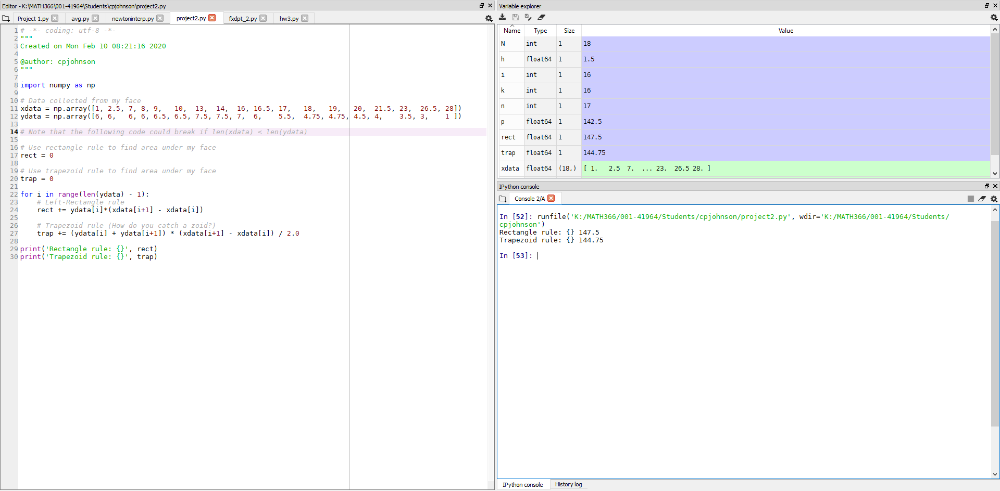 Editor - K:\MATH366\001-41964\Students\cpjohnson\project2.py
Project 1.py avg.py newtoninterp.py project2.py fxdpt_2.py hw3.py
1 # -*- coding: utf-8 -*-
2 """
3 Created on Mon Feb 10 08:21:16 2020
4
5 @author: cpjohnson
6 """
7
8 import numpy as np
9
10 # Data collected from my face
11 xdata = np.array([1, 2.5, 7, 8, 9, 10, 13, 14, 16, 16.5, 17, 18, 19, 20, 21.5, 23, 26.5, 28])
12 ydata = np.array([6, 6, 6, 6, 6.5, 6.5, 7.5, 7.5, 7, 6, 5.5, 4.75, 4.75, 4.5, 4, 3.5, 3, 1 ])
13
14 # Note that the following code could break if len(xdata) < len(ydata)
15
16 # Use rectangle rule to find area under my face
17 rect = 0
18
19 # Use trapezoid rule to find area under my face
20 trap = 0
21
22 for i in range(len(ydata) - 1):
23 # Left-Rectangle rule
24 rect += ydata[i]*(xdata[i+1] - xdata[i])
25
26 # Trapezoid rule (How do you catch a zoid?)
27 trap += (ydata[i] + ydata[i+1]) * (xdata[i+1] - xdata[i]) / 2.0
28
29 print('Rectangle rule: {}', rect)
30 print('Trapezoid rule: {}', trap)
Variable explorer
Name Type Size Value
N int 1 18
h float64 1 1.5
i int 1 16
k int 1 16
n int 1 17
p float64 1 142.5
rect float64 1 147.5
trap float64 1 144.75
xdata float64 (18,) [ 1. 2.5 7. ... 23. 26.5 28. ]
IPython console
Console 2/A
In [52]: runfile('K:/MATH366/001-41964/Students/cpjohnson/project2.py', wdir='K:/MATH366/001-41964/Students/
cpjohnson')
Rectangle rule: {} 147.5
Trapezoid rule: {} 144.75
In [53]:
IPython console History log